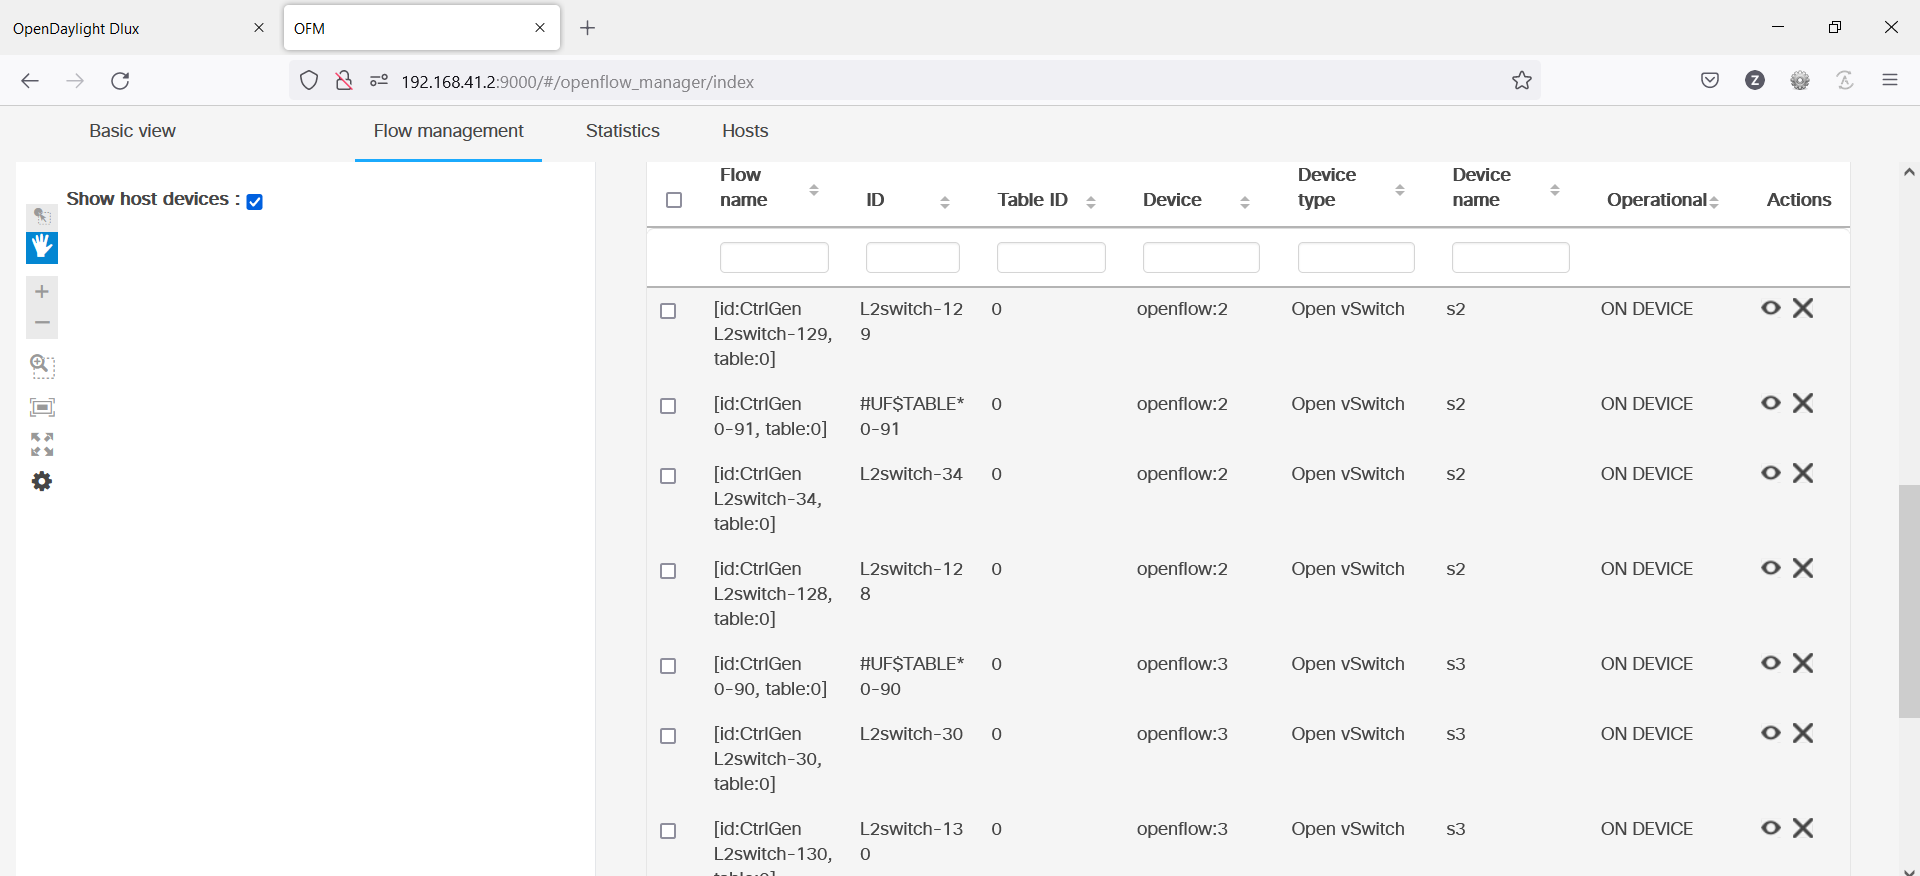 OpenDaylight Dlux
OFM
192.168.41.2:9000/#/openflow_manager/index
Z
Basic view
Flow management
Statistics
Hosts
Show host devices :
Flow name
ID
Table ID
Device
Device type
Device name
Operational
Actions
[id:CtrlGen L2switch-12 0 openflow:2 Open vSwitch s2 ON DEVICE
L2switch-129, 9
table:0]
[id:CtrlGen #UF$TABLE* 0 openflow:2 Open vSwitch s2 ON DEVICE
0-91, table:0] 0-91
[id:CtrlGen L2switch-34 0 openflow:2 Open vSwitch s2 ON DEVICE
L2switch-34,
table:0]
[id:CtrlGen L2switch-12 0 openflow:2 Open vSwitch s2 ON DEVICE
L2switch-128, 8
table:0]
[id:CtrlGen #UF$TABLE* 0 openflow:3 Open vSwitch s3 ON DEVICE
0-90, table:0] 0-90
[id:CtrlGen L2switch-30 0 openflow:3 Open vSwitch s3 ON DEVICE
L2switch-30,
table:0]
[id:CtrlGen L2switch-13 0 openflow:3 Open vSwitch s3 ON DEVICE
L2switch-130, 0